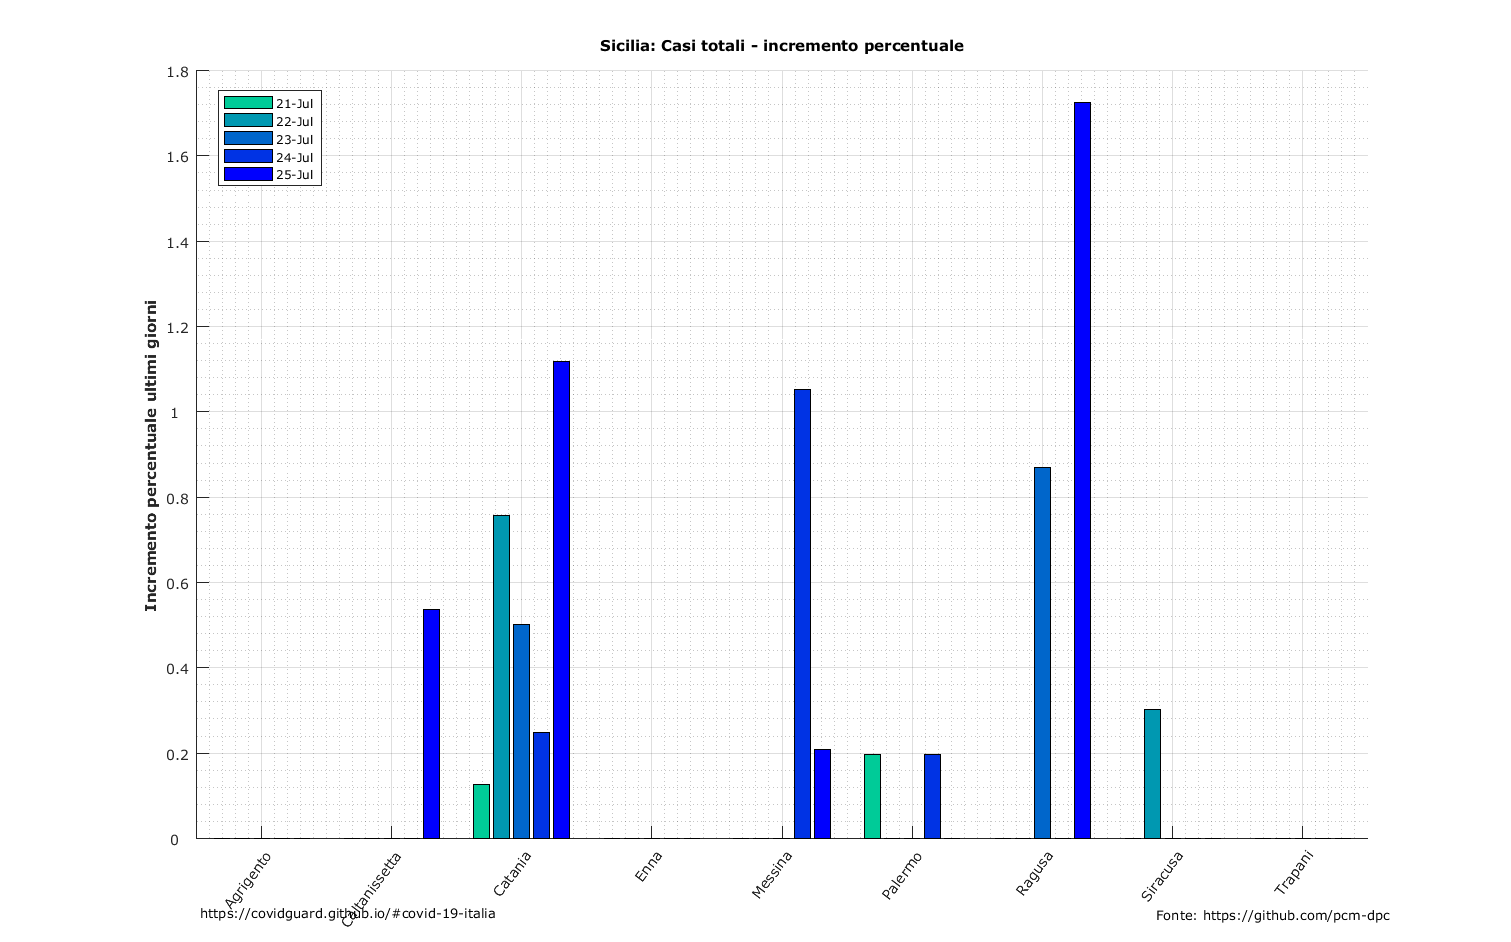 Sicilia: Casi totali - incremento percentuale
1.8
1.6
1.4
1.2
1
0.8
0.6
0.4
0.2
0
Incremento percentuale ultimi giorni
21-Jul
22-Jul
23-Jul
24-Jul
25-Jul
Agrigento
Caltanissetta
Catania
Enna
Messina
Palermo
Ragusa
Siracusa
Trapani
https://covidguard.github.io/#covid-19-italia
Fonte: https://github.com/pcm-dpc